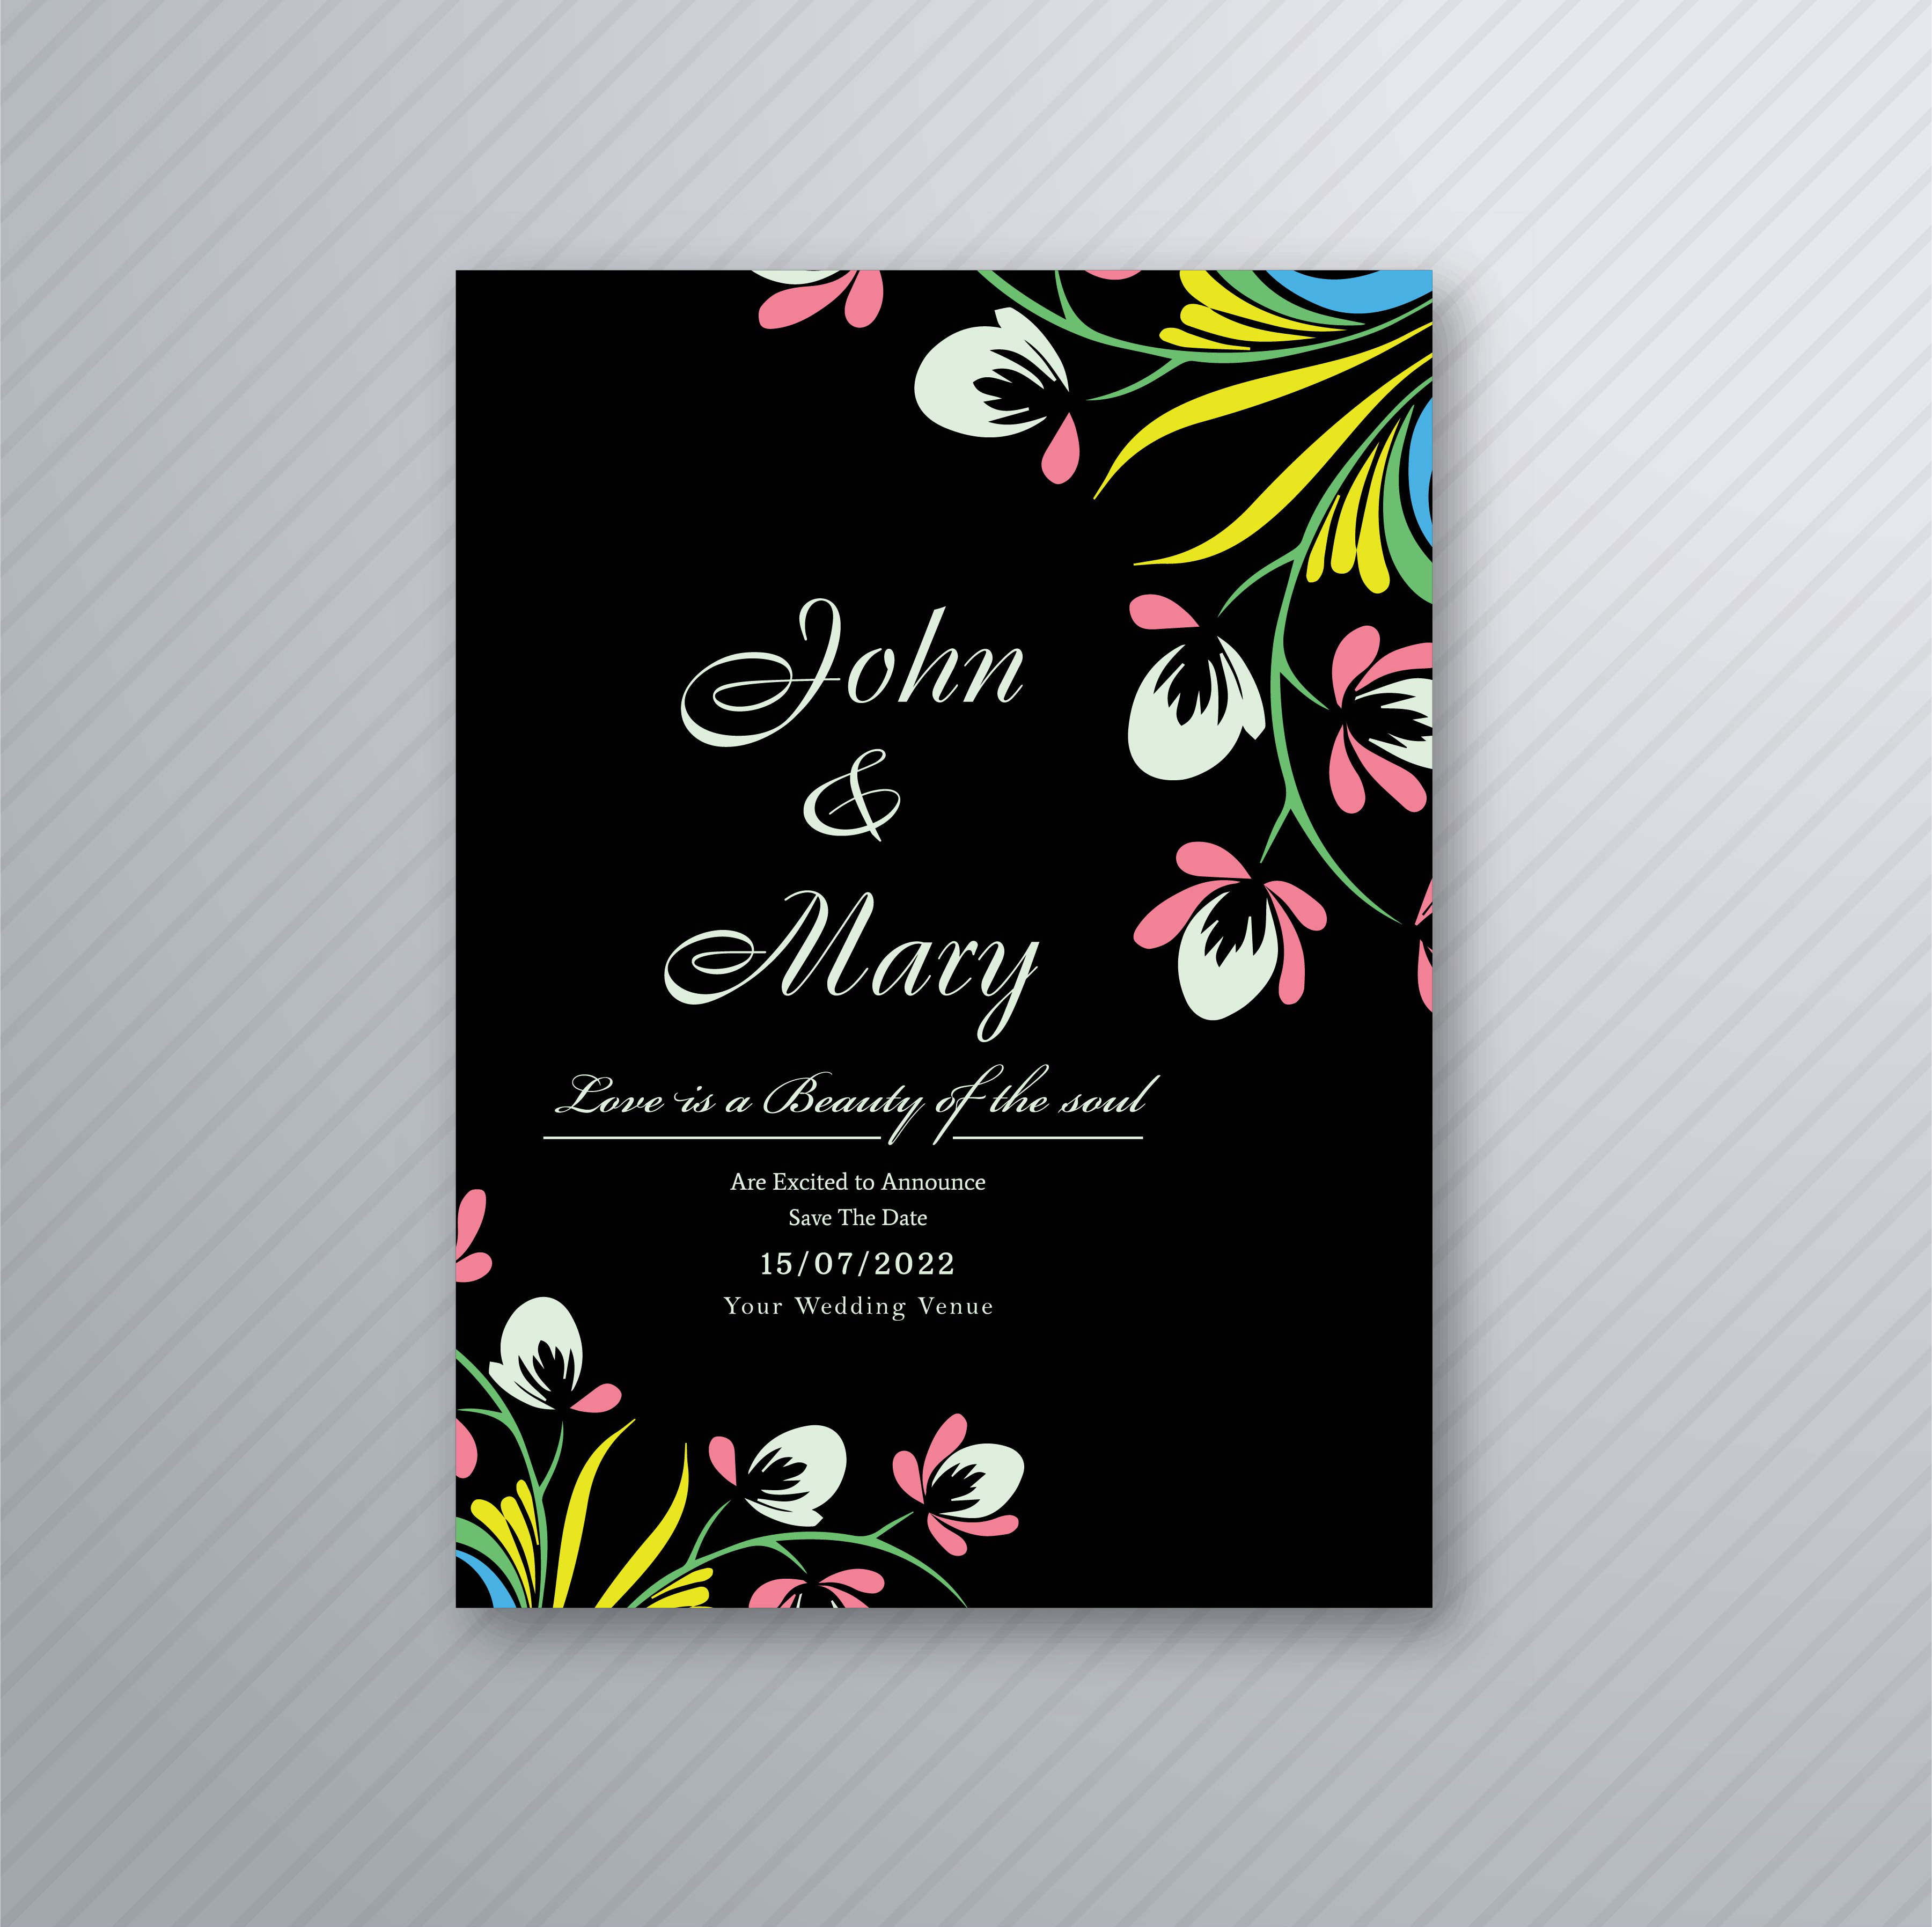 John
&
Mary
Love is a Beauty of the soul
Are Excited to Announce
Save The Date
15/07/2022
Your Wedding Venue